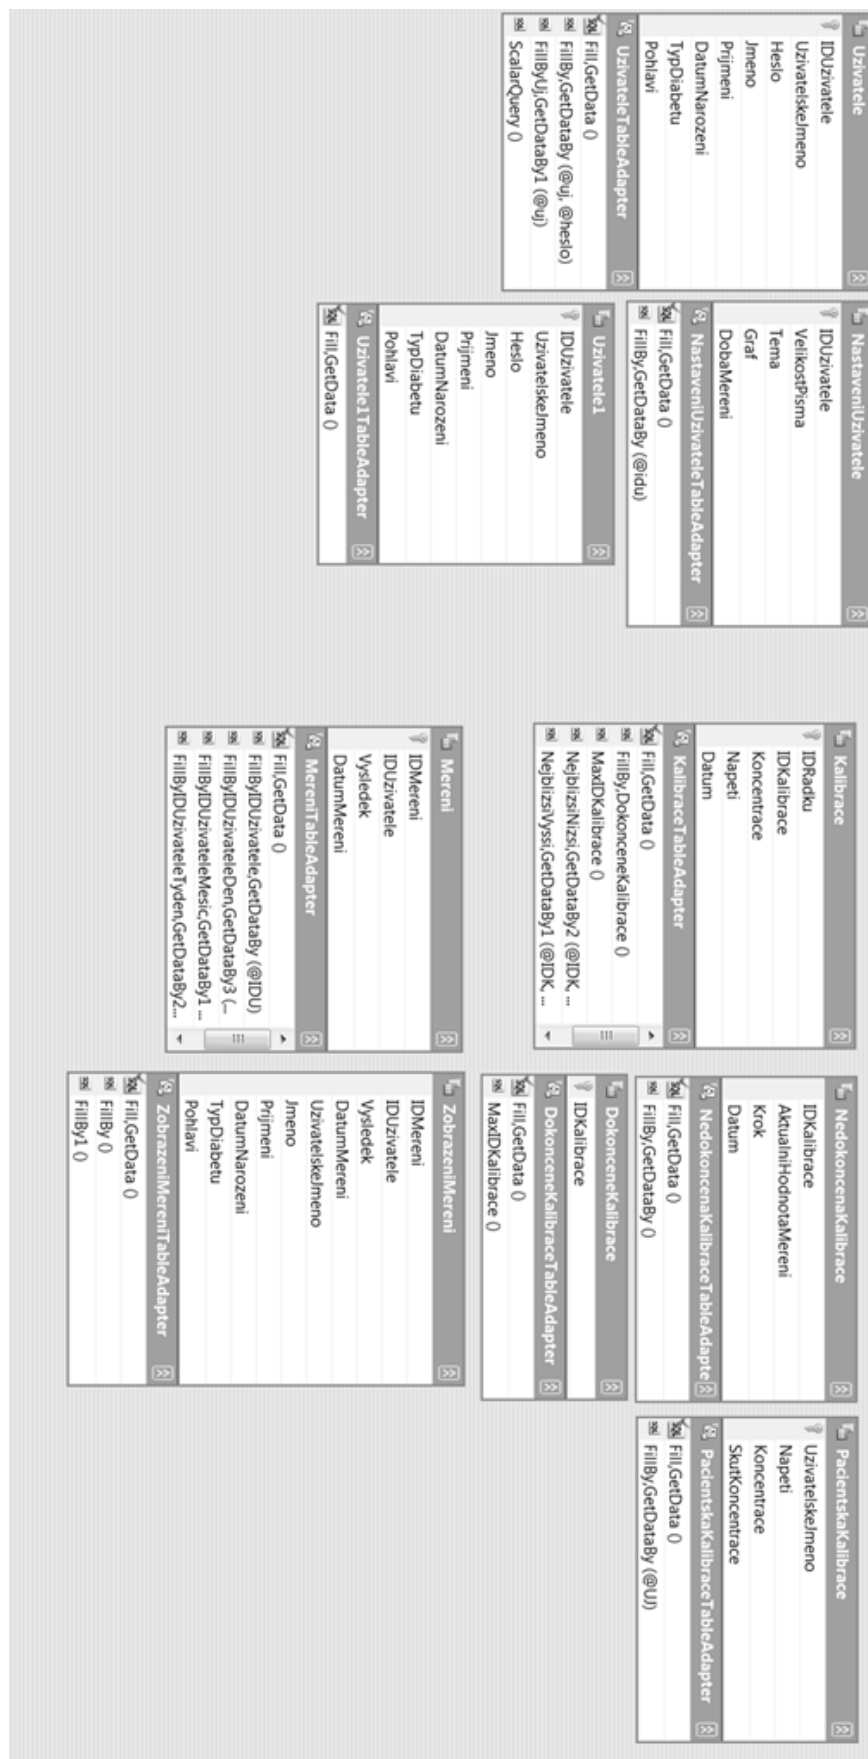 Uzivatele
IDUzivatele
UzivatelskeJmeno
Heslo
Jmeno
Prijmeni
DatumNarozeni
TypDiabetu
Pohlavi
UzivateleTableAdapter
Fill,GetData ()
FillBy,GetDataBy (@uj, @heslo)
FillByUj,GetDataBy1 (@uj)
ScalarQuery ()
NastaveniUzivatele
IDUzivatele
VelikostPisma
Tema
Graf
DobaMereni
NastaveniUzivateleTableAdapter
Fill,GetData ()
FillBy,GetDataBy (@idu)
Uzivatele1
IDUzivatele
UzivatelskeJmeno
Heslo
Jmeno
Prijmeni
DatumNarozeni
TypDiabetu
Pohlavi
Uzivatele1TableAdapter
Fill,GetData ()
Kalibrace
IDRadku
IDKalibrace
Koncentrace
Napeti
Datum
KalibraceTableAdapter
Fill,GetData ()
FillBy,DokonceneKalibrace ()
MaxIDKalibrace ()
NejblizsiNizsi,GetDataBy2 (@IDK, ...
NejblizsiVyssi,GetDataBy1 (@IDK, ...
Mereni
IDMereni
IDUzivatele
Vysledek
DatumMereni
MereniTableAdapter
Fill,GetData ()
FillByIDUzivatele,GetDataBy (@IDU)
FillByIDUzivateleDen,GetDataBy3 (...
FillByIDUzivateleMesic,GetDataBy1 ...
FillByIDUzivateleTyden,GetDataBy2...
NedokoncenaKalibrace
IDKalibrace
AktualniHodnotaMereni
Krok
Datum
NedokoncenaKalibraceTableAdapte
Fill,GetData ()
FillBy,GetDataBy ()
DokonceneKalibrace
IDKalibrace
DokonceneKalibraceTableAdapter
Fill,GetData ()
MaxIDKalibrace ()
ZobrazeniMereni
IDMereni
IDUzivatele
Vysledek
DatumMereni
UzivatelskeJmeno
Jmeno
Prijmeni
DatumNarozeni
TypDiabetu
Pohlavi
ZobrazeniMereniTableAdapter
Fill,GetData ()
FillBy ()
FillBy1 ()
PacientskaKalibrace
UzivatelskeJmeno
Napeti
Koncentrace
SkutKoncentrace
PacientskaKalibraceTableAdapter
Fill,GetData ()
FillBy,GetDataBy (@UJ)